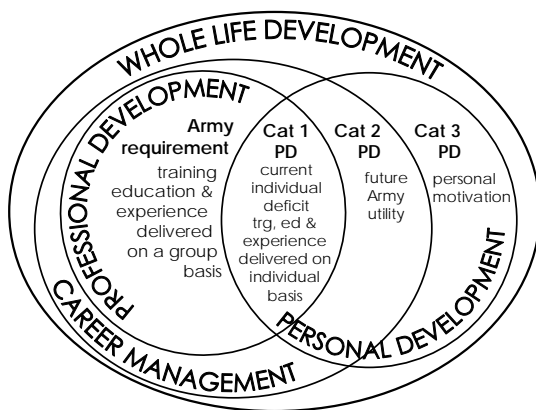 WHOLE LIFE DEVELOPMENT
PROFESSIONAL DEVELOPMENT
Army
requirement
training
education &
experience
delivered
on a group
basis
Cat 1
PD
current
individual
deficit
trg, ed &
experience
delivered on
individual
basis
Cat 2
PD
future
Army
utility
Cat 3
PD
personal
motivation
PERSONAL DEVELOPMENT
CAREER MANAGEMENT